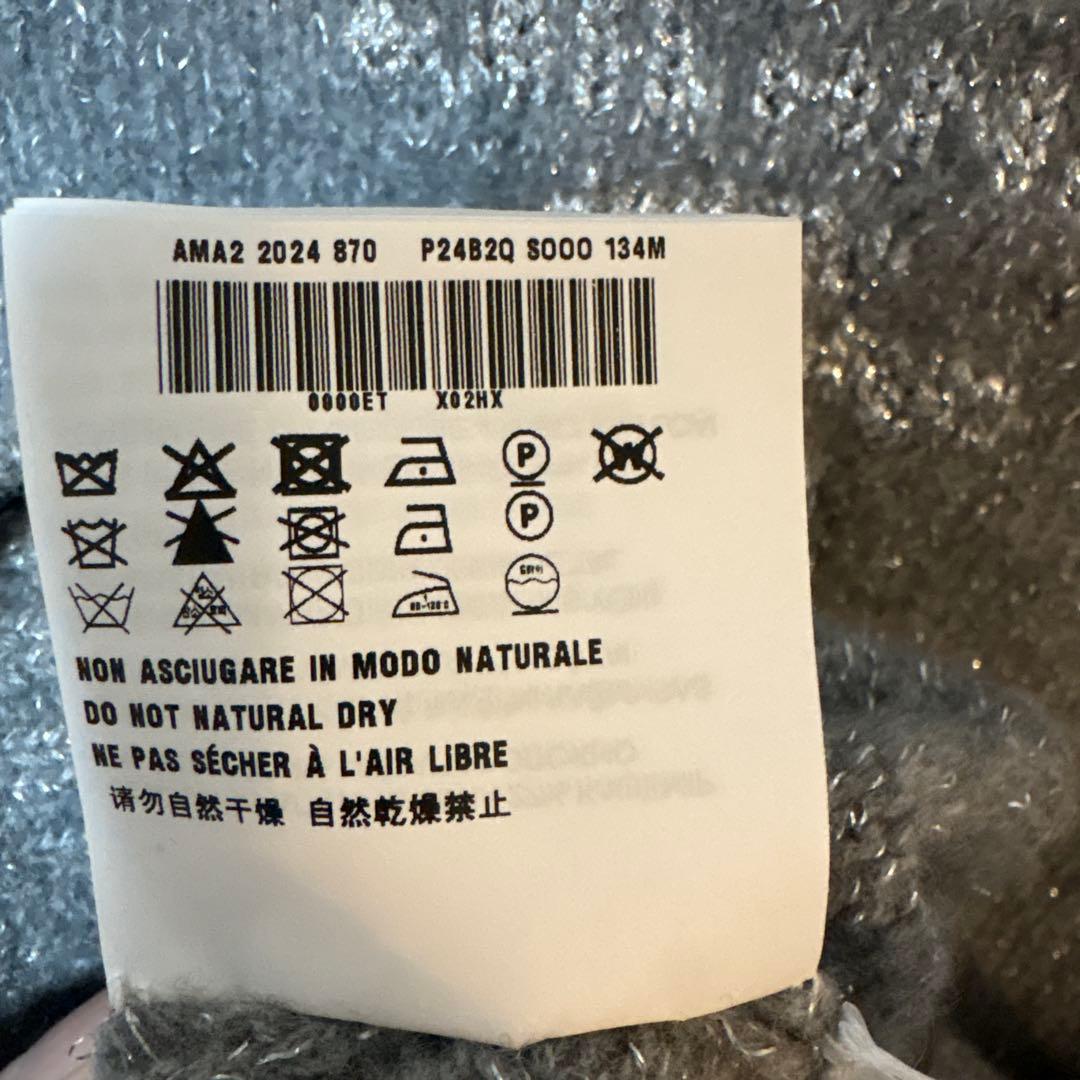 AMA2 2024 870 P24B2Q S000 134M
0000ET X02HX
P W
P
NON ASCIUGARE IN MODO NATURALE
DO NOT NATURAL DRY
NE PAS SÉCHER À L'AIR LIBRE
请勿自然干燥 自然乾燥禁止